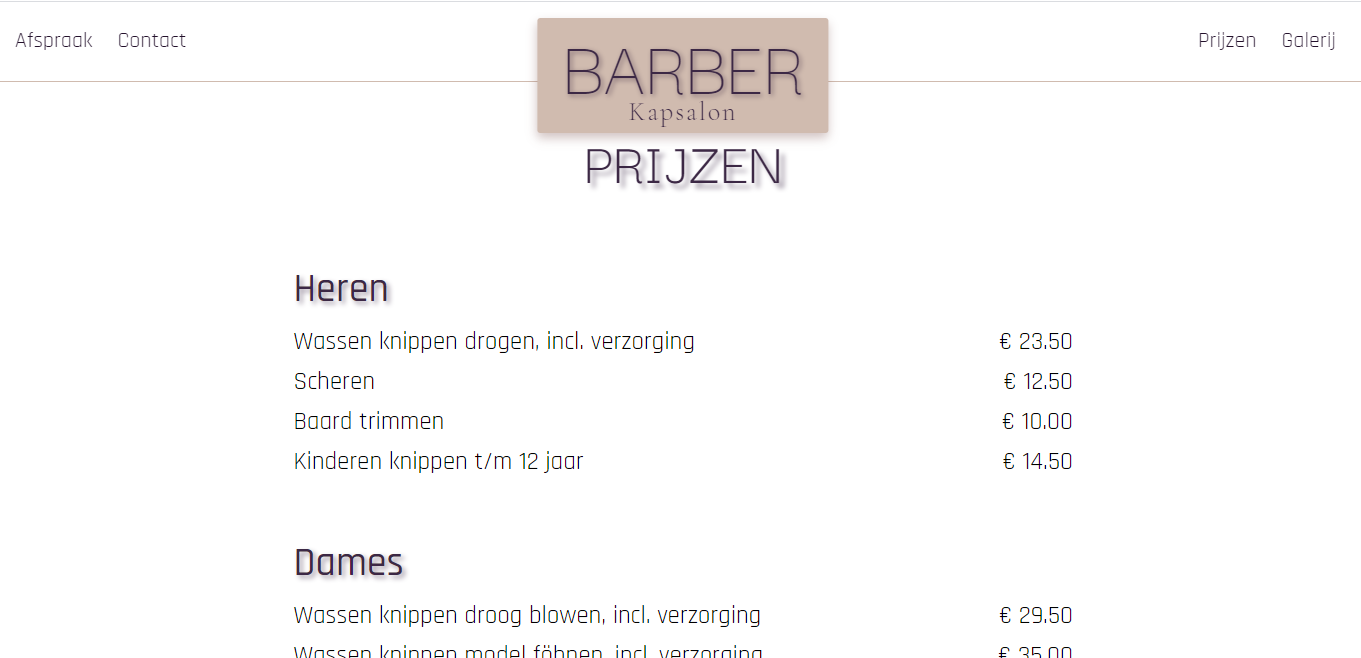 Afspraak Contact Prijzen Galerij
BARBER
Kapsalon
PRIJZEN
Heren
Wassen knippen drogen, incl. verzorging € 23.50
Scheren € 12.50
Baard trimmen € 10.00
Kinderen knippen t/m 12 jaar € 14.50
Dames
Wassen knippen droog blowen, incl. verzorging € 29.50
Wassen knippen model föhnen, incl. verzorging € 35.00